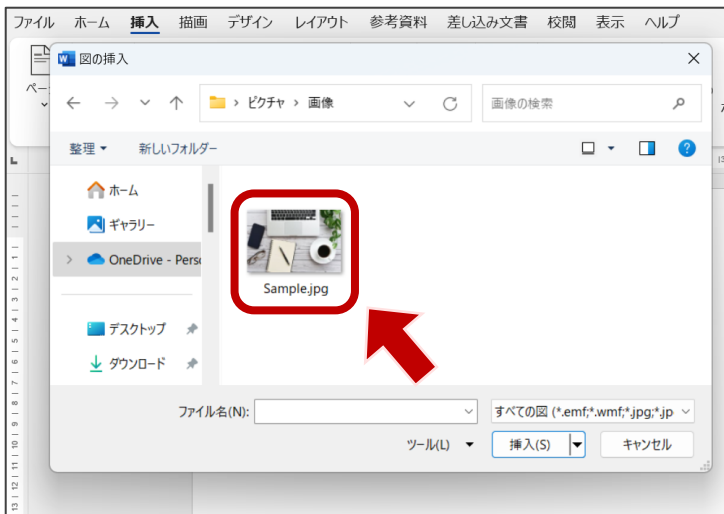 ファイル ホーム 挿入 描画 デザイン レイアウト 参考資料 差し込み文書 校閲 表示 ヘルプ
図の挿入
ピクチャ 画像 画像の検索
整理 新しいフォルダー
ホーム
ギャラリー
OneDrive - Perso
Sample.jpg
デスクトップ
ダウンロード
ファイル名(N): すべての図 (*.emf;*.wmf;*.jpg;*.jp
ツール(L) 挿入(S) キャンセル